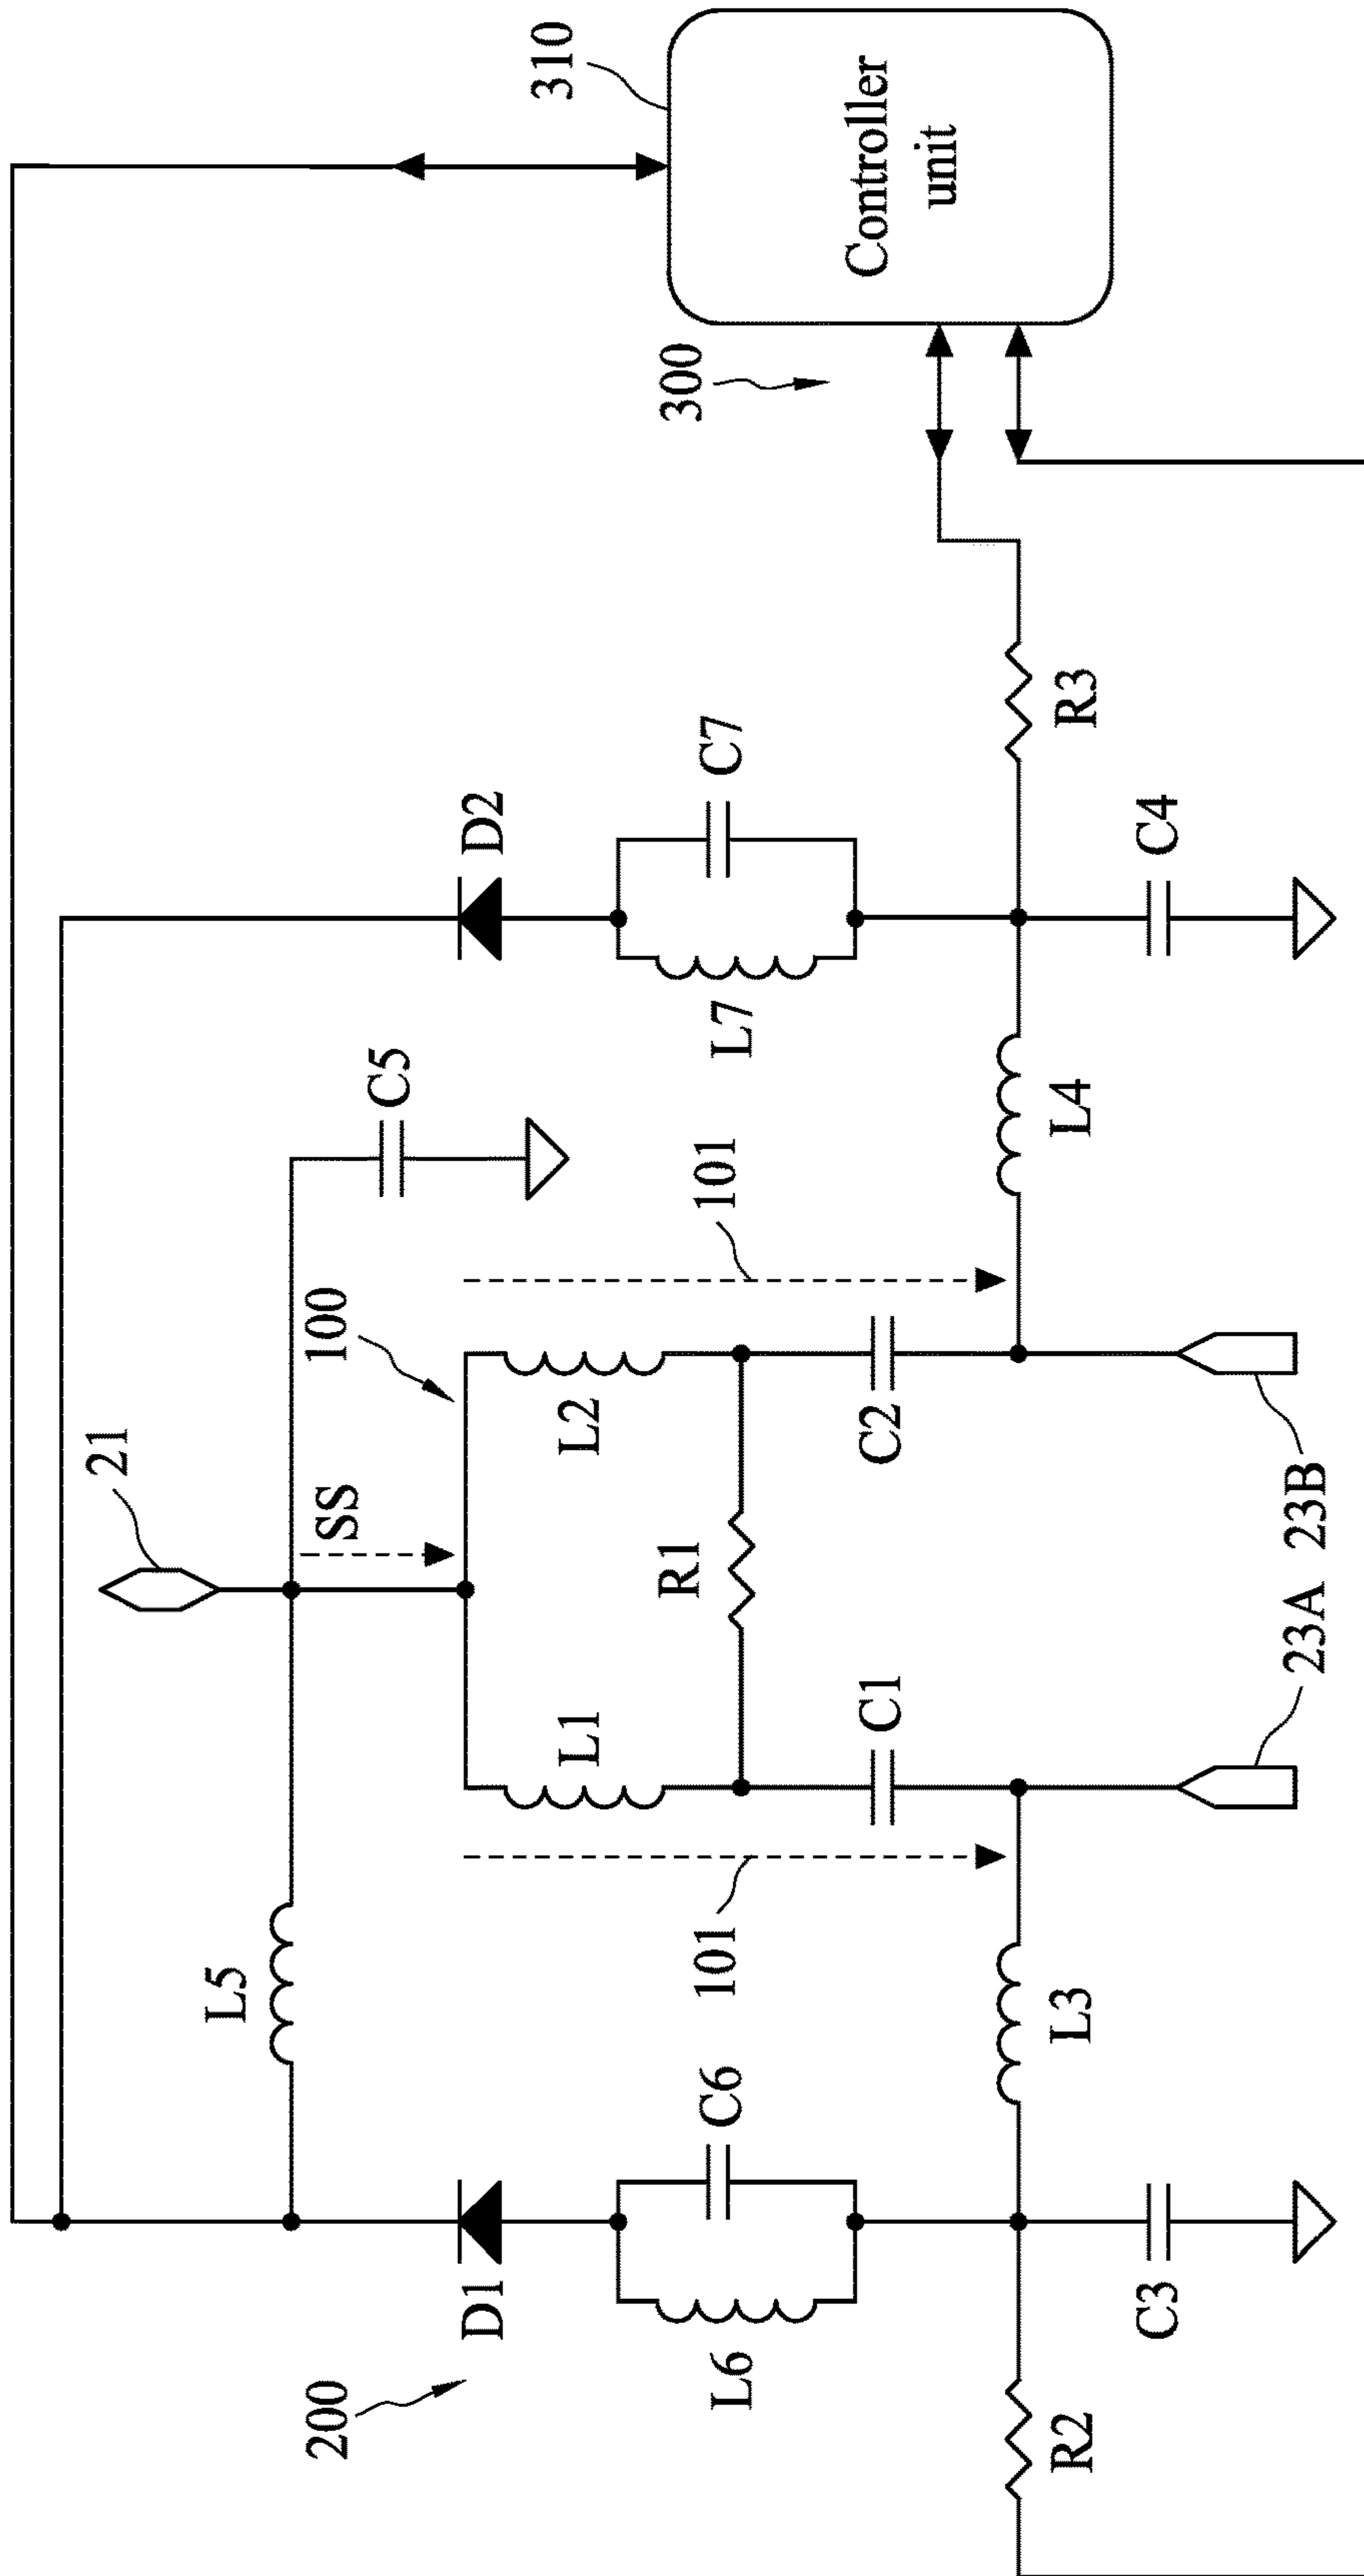 310
Controller
unit
300
D2
C7
R3
C4
L7
C5
L4
101
100
21
SS
L2
C2
R1
23B
L1
C1
23A
101
L5
L3
C6
D1
L6
C3
200
R2